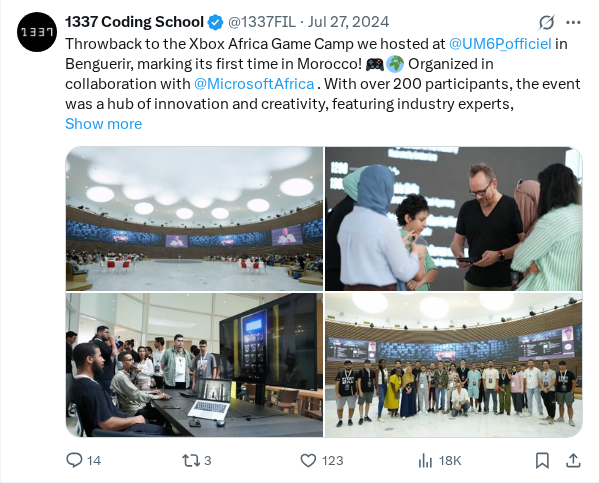 1337
1337 Coding School @1337FIL · Jul 27, 2024
Throwback to the Xbox Africa Game Camp we hosted at @UM6P_officiel in
Benguerir, marking its first time in Morocco! 🎮🌍 Organized in
collaboration with @MicrosoftAfrica . With over 200 participants, the event
was a hub of innovation and creativity, featuring industry experts,
Show more
14 3 123 18K